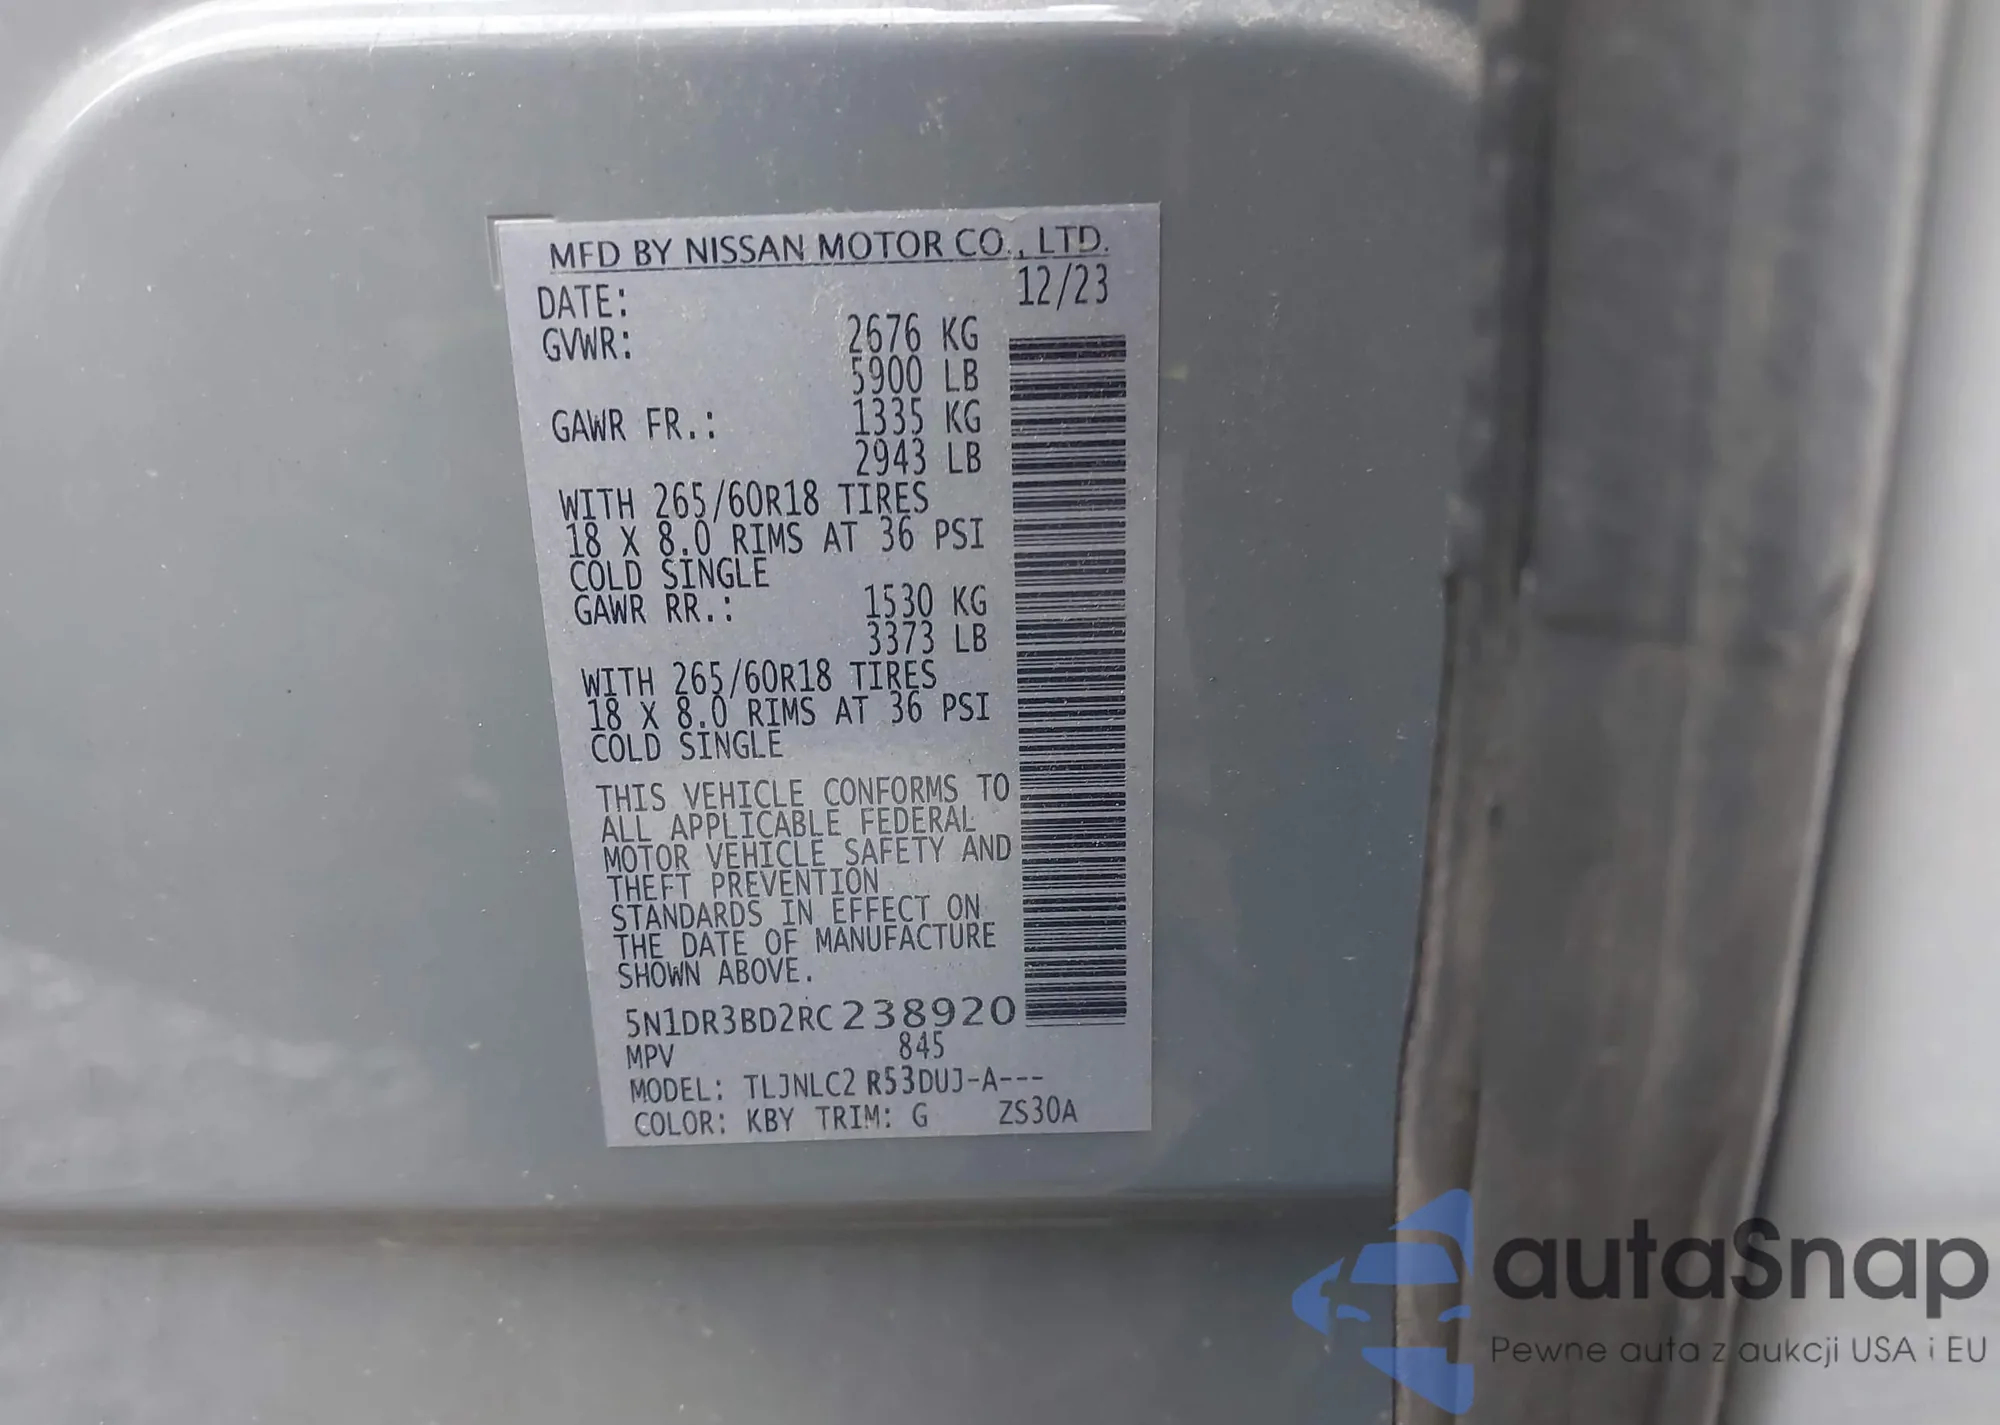 MFD BY NISSAN MOTOR CO., LTD.
DATE: 12/23
GVWR: 2676 KG
5900 LB
GAWR FR.: 1335 KG
2943 LB
WITH 265/60R18 TIRES
18 X 8.0 RIMS AT 36 PSI
COLD SINGLE
GAWR RR.: 1530 KG
3373 LB
WITH 265/60R18 TIRES
18 X 8.0 RIMS AT 36 PSI
COLD SINGLE
THIS VEHICLE CONFORMS TO
ALL APPLICABLE FEDERAL
MOTOR VEHICLE SAFETY AND
THEFT PREVENTION
STANDARDS IN EFFECT ON
THE DATE OF MANUFACTURE
SHOWN ABOVE.
5N1DR3BD2RC238920
MPV 845
MODEL: TLJNLC2 R53DUJ-A---
COLOR: KBY TRIM: G ZS30A
autaSnap
Pewne auta z aukcji USA i EU